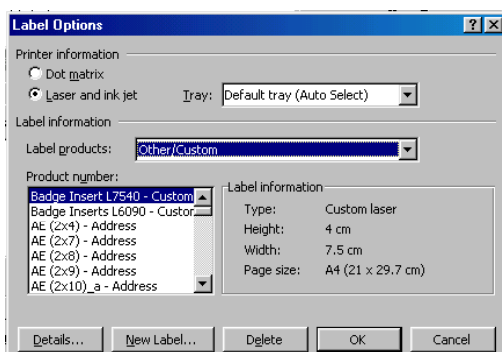 Label Options
Printer information
Dot matrix
Laser and ink jet Tray: Default tray (Auto Select)
Label information
Label products: Other/Custom
Product number:
Badge Insert L7540 - Custom
Badge Inserts L6090 - Custor
AE (2x4) - Address
AE (2x7) - Address
AE (2x8) - Address
AE (2x9) - Address
AE (2x10)_a - Address
Label information
Type: Custom laser
Height: 4 cm
Width: 7.5 cm
Page size: A4 (21 x 29.7 cm)
Details... New Label... Delete OK Cancel